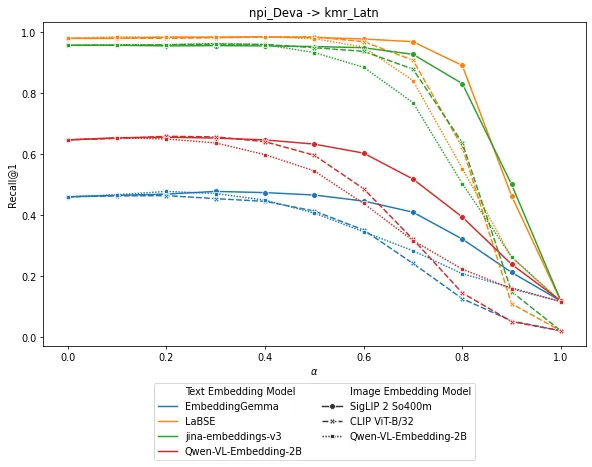 npi_Deva -> kmr_Latn
Recall@1
1.0
0.8
0.6
0.4
0.2
0.0
0.0 0.2 0.4 0.6 0.8 1.0
α
Text Embedding Model
EmbeddingGemma
LaBSE
jina-embeddings-v3
Qwen-VL-Embedding-2B
Image Embedding Model
SigLIP 2 So400m
CLIP ViT-B/32
Qwen-VL-Embedding-2B